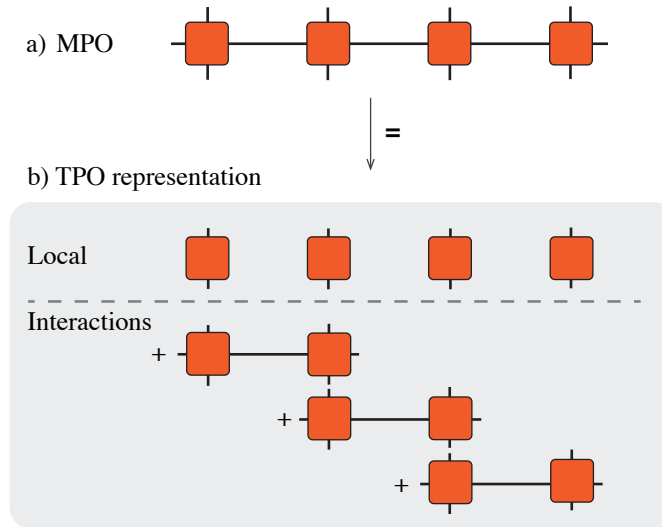 a) MPO
=
b) TPO representation
Local
Interactions
+
+
+